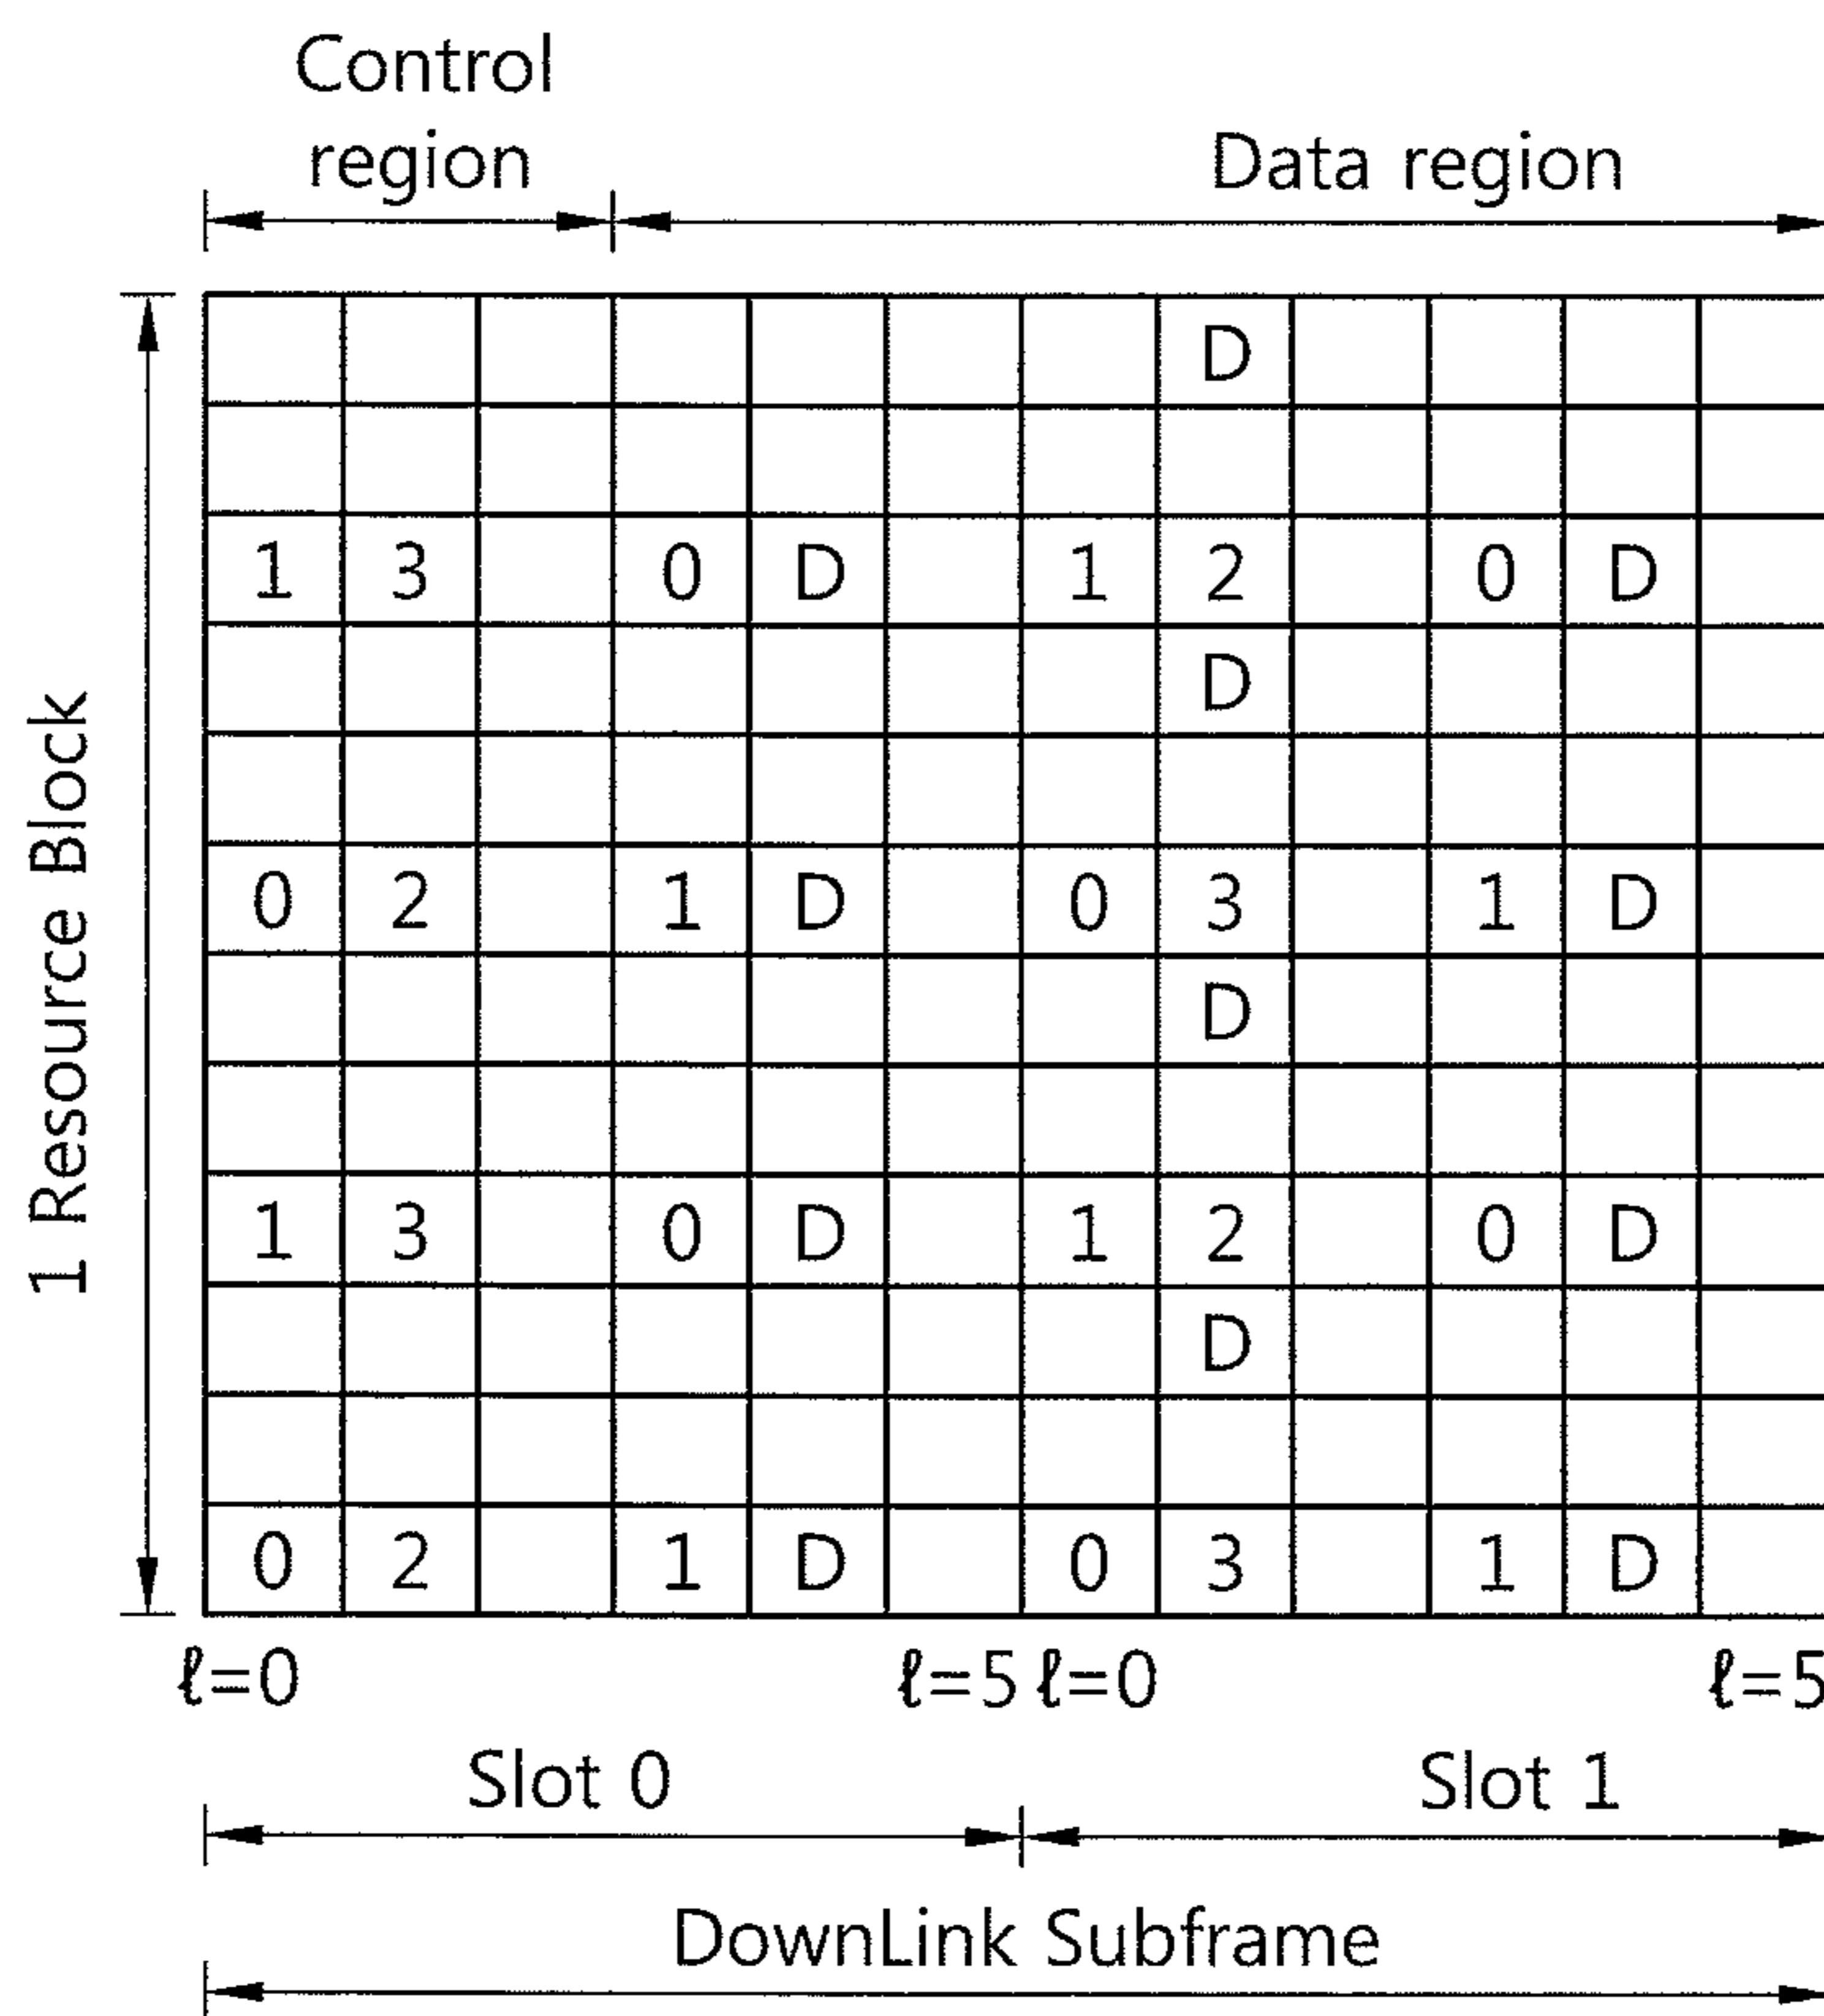 Control
region
Data region
1 Resource Block
D
1 3 0 D 1 2 0 D
D
0 2 1 D 0 3 1 D
D
1 3 0 D 1 2 0 D
D
0 2 1 D 0 3 1 D
ℓ=0 ℓ=5 ℓ=0 ℓ=5
Slot 0 Slot 1
DownLink Subframe